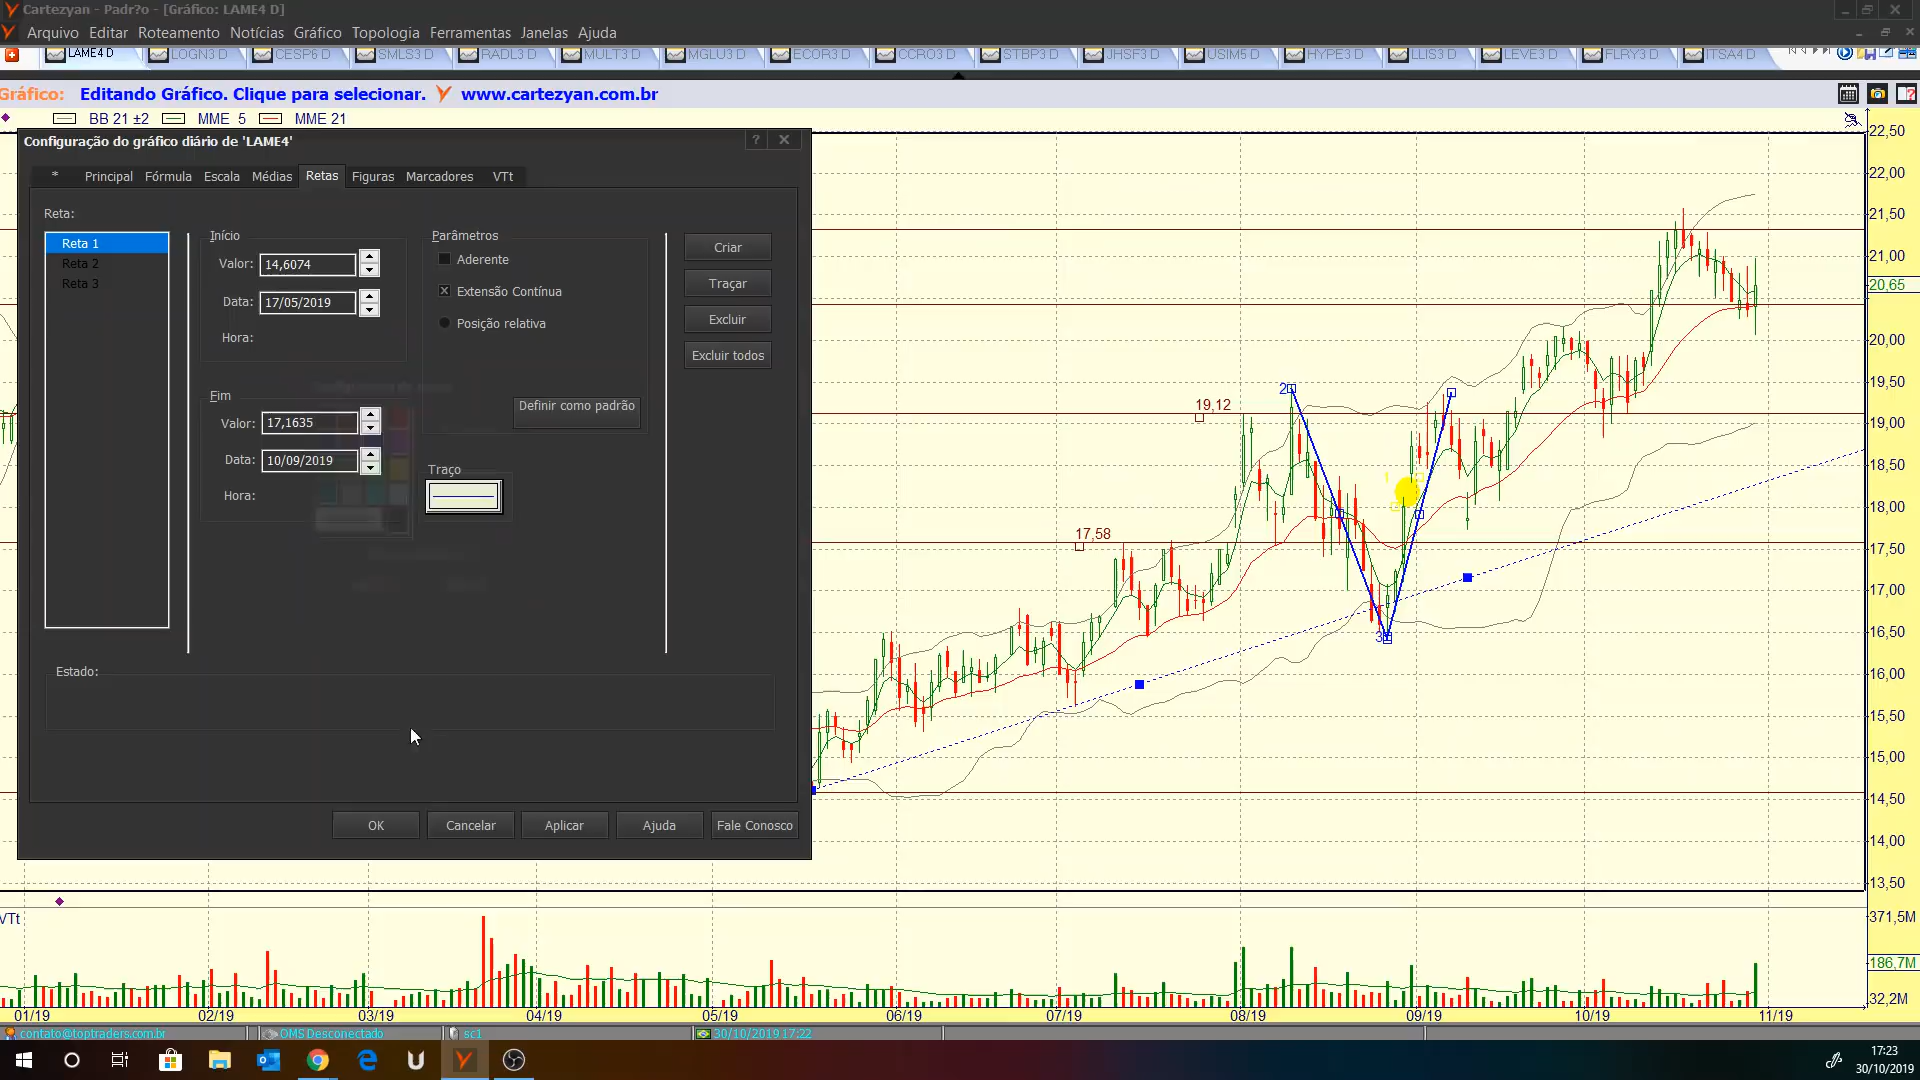 Cartezyan - Padr?o - [Gráfico: LAME4 D]
Arquivo Editar Roteamento Notícias Gráfico Topologia Ferramentas Janelas Ajuda
LAME4 D LOGN3 D CESP6 D SMLS3 D RADL3 D MULT3 D MGLU3 D ECOR3 D CCRO3 D STBP3 D JHSF3 D USIM5 D HYPE3 D LLIS3 D LEVE3 D FLRY3 D ITSA4 D
Gráfico: Editando Gráfico. Clique para selecionar. www.cartezyan.com.br
BB 21 ±2 MME 5 MME 21
Configuração do gráfico diário de 'LAME4'
* Principal Fórmula Escala Médias Retas Figuras Marcadores VTt
Reta:
Reta 1
Reta 2
Reta 3
Início
Valor: 14,6074
Data: 17/05/2019
Hora:
Fim
Valor: 17,1635
Data: 10/09/2019
Hora:
Parâmetros
Aderente
Extensão Contínua
Posição relativa
Definir como padrão
Traço
Criar
Traçar
Excluir
Excluir todos
Estado:
OK Cancelar Aplicar Ajuda Fale Conosco
2
19,12
17,58
3
22,50
22,00
21,50
21,00
20,65
20,00
19,50
19,00
18,50
18,00
17,50
17,00
16,50
16,00
15,50
15,00
14,50
14,00
13,50
VTt
371,5M
186,7M
32,2M
01/19 02/19 03/19 04/19 05/19 06/19 07/19 08/19 09/19 10/19 11/19
contato@toptraders.com.br OMS Desconectado sc1 30/10/2019 17:22
17:23
30/10/2019